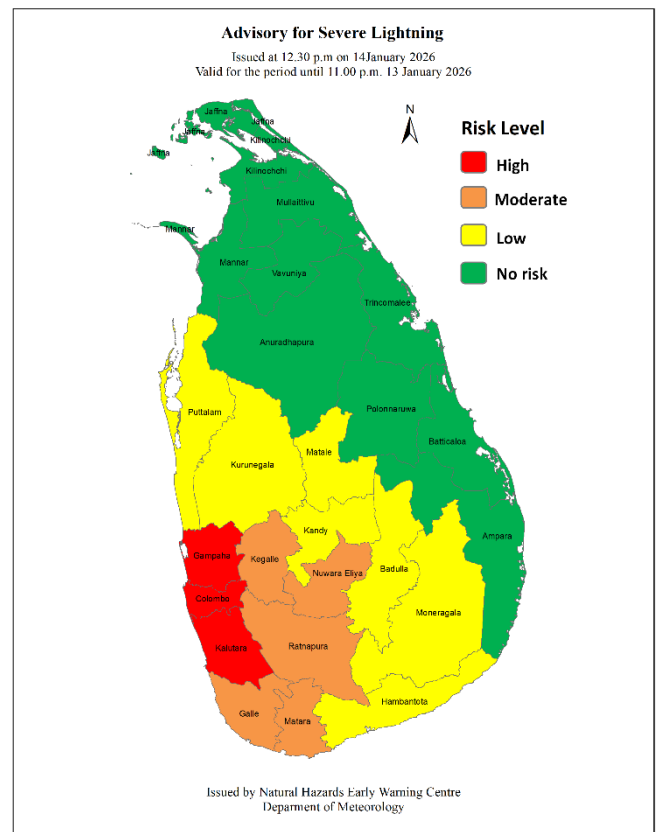 Advisory for Severe Lightning
Issued at 12.30 p.m on 14January 2026
Valid for the period until 11.00 p.m. 13 January 2026
N
Risk Level
High
Moderate
Low
No risk
Jaffna
Jaffna
Jaffna
Kilinochchi
Jaffna
Kilinochchi
Mullaittivu
Mannar
Mannar
Vavuniya
Trincomalee
Anuradhapura
Puttalam
Polonnaruwa
Batticaloa
Matale
Kurunegala
Kandy
Ampara
Gampaha
Kegalle
Nuwara Eliya
Badulla
Colombo
Moneragala
Kalutara
Ratnapura
Hambantota
Galle
Matara
Issued by Natural Hazards Early Warning Centre
Deparment of Meteorology